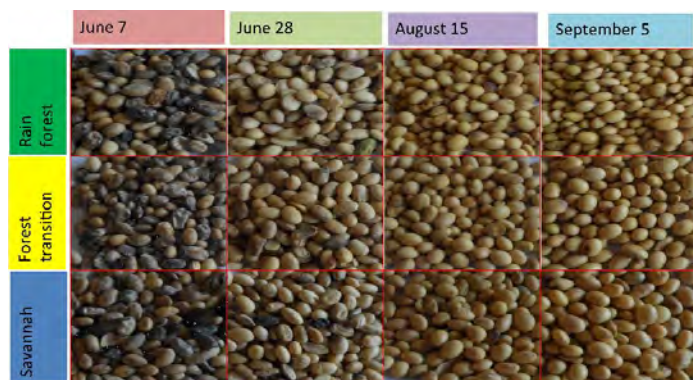 June 7
June 28
August 15
September 5
Rain
forest
Forest
transition
Savannah